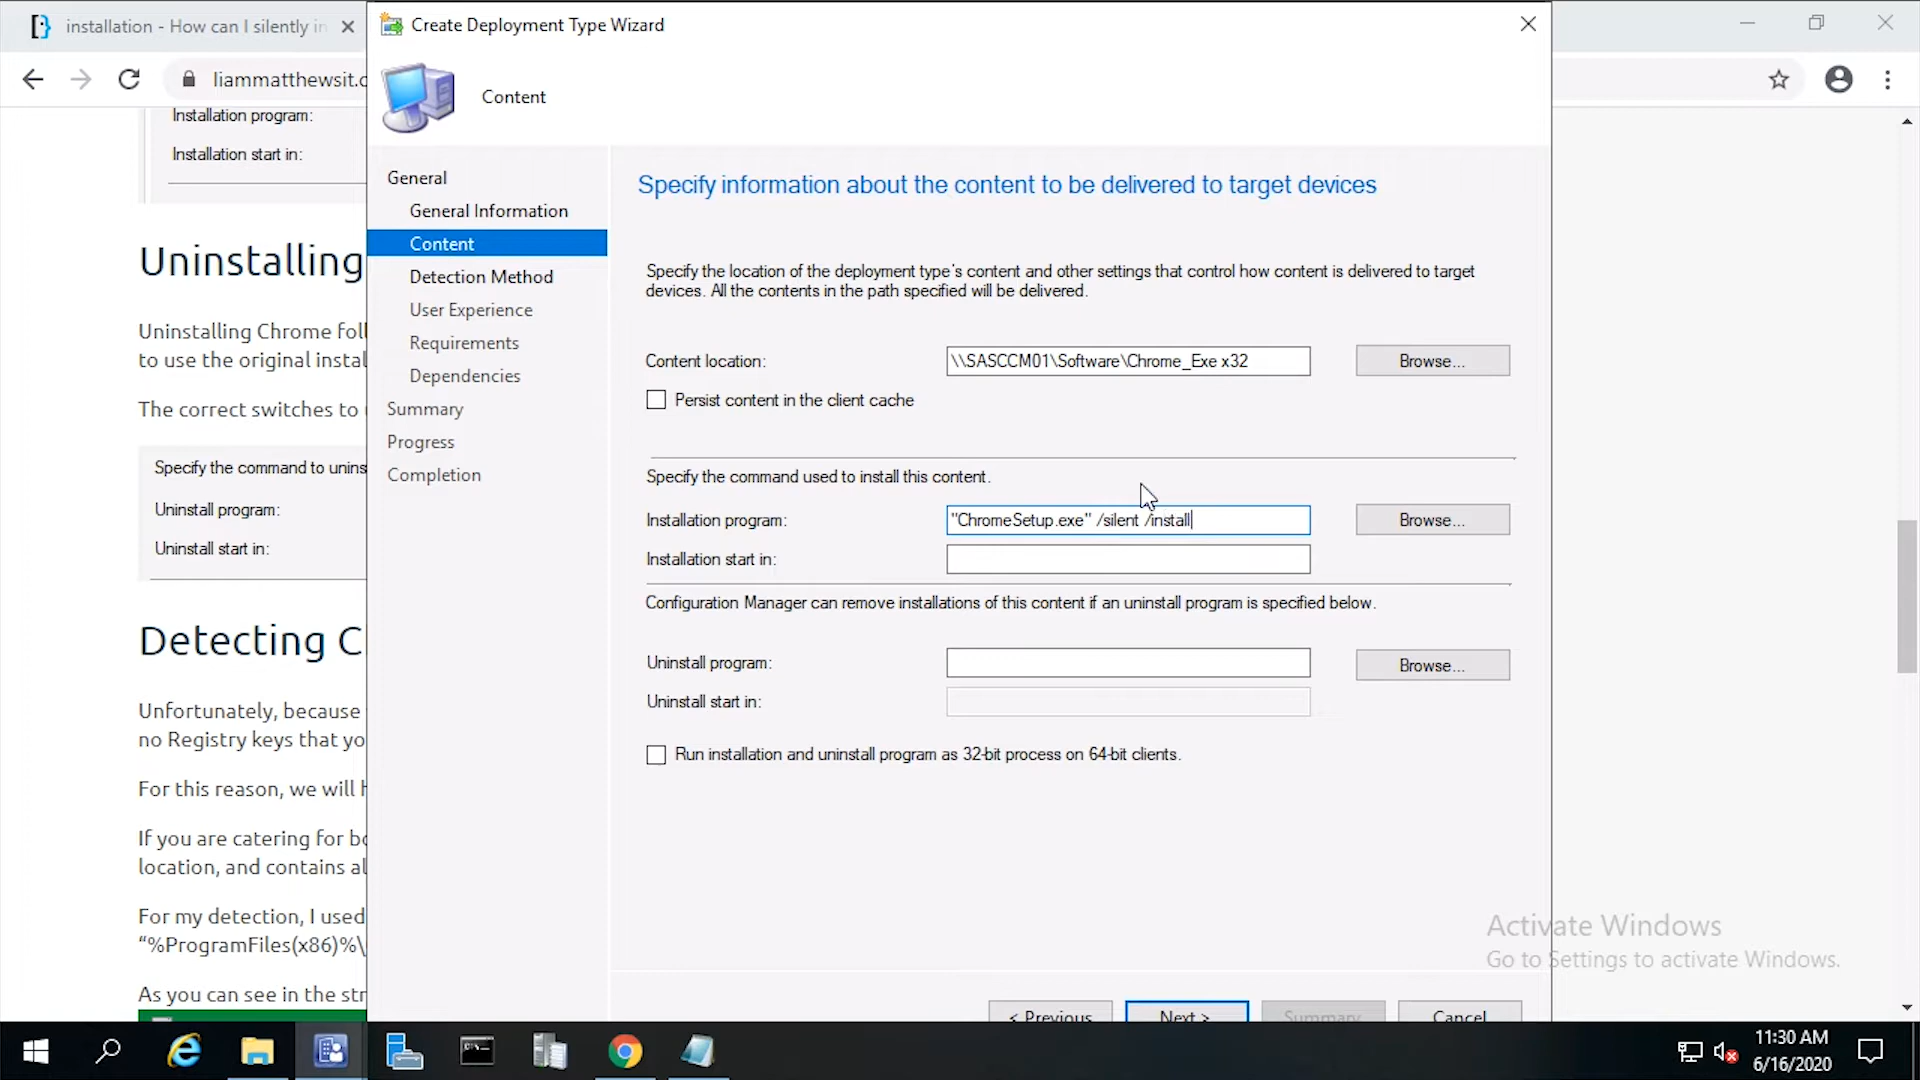 installation - How can I silently in
Create Deployment Type Wizard
liammatthewsit.c
Content
Installation program:
Installation start in:
Uninstalling
Uninstalling Chrome foll
to use the original instal
The correct switches to
Specify the command to unins
Uninstall program:
Uninstall start in:
Detecting C
Unfortunately, because
no Registry keys that yo
For this reason, we will h
If you are catering for bo
location, and contains al
For my detection, I used
“%ProgramFiles(x86)%\
As you can see in the str
General
General Information
Content
Detection Method
User Experience
Requirements
Dependencies
Summary
Progress
Completion
Specify information about the content to be delivered to target devices
Specify the location of the deployment type's content and other settings that control how content is delivered to target
devices. All the contents in the path specified will be delivered.
Content location: \\SASCCM01\Software\Chrome_Exe x32 Browse...
Persist content in the client cache
Specify the command used to install this content.
Installation program: "ChromeSetup.exe" /silent /install Browse...
Installation start in:
Configuration Manager can remove installations of this content if an uninstall program is specified below.
Uninstall program: Browse...
Uninstall start in:
Run installation and uninstall program as 32-bit process on 64-bit clients.
Activate Windows
Go to Settings to activate Windows.
< Previous Next > Summary Cancel
11:30 AM
6/16/2020